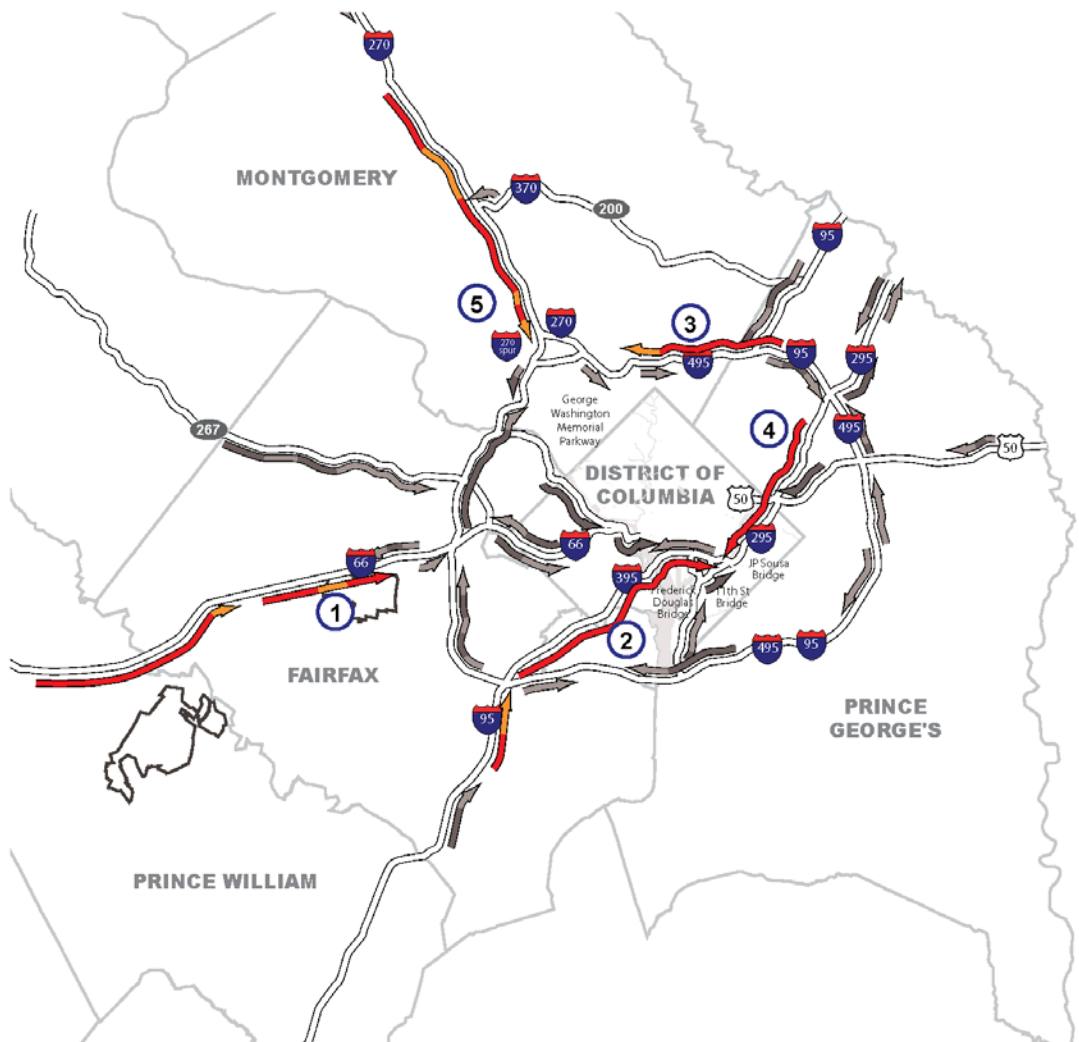 270
MONTGOMERY
370
200
95
5
270
3
270
spur
495
95
295
George
Washington
Memorial
Parkway
4
495
267
DISTRICT OF
COLUMBIA
50
50
66
295
66
395
JP Sousa
Bridge
Frederick
Douglas
Bridge
11th St
Bridge
1
2
495
95
FAIRFAX
95
PRINCE
GEORGE'S
PRINCE WILLIAM